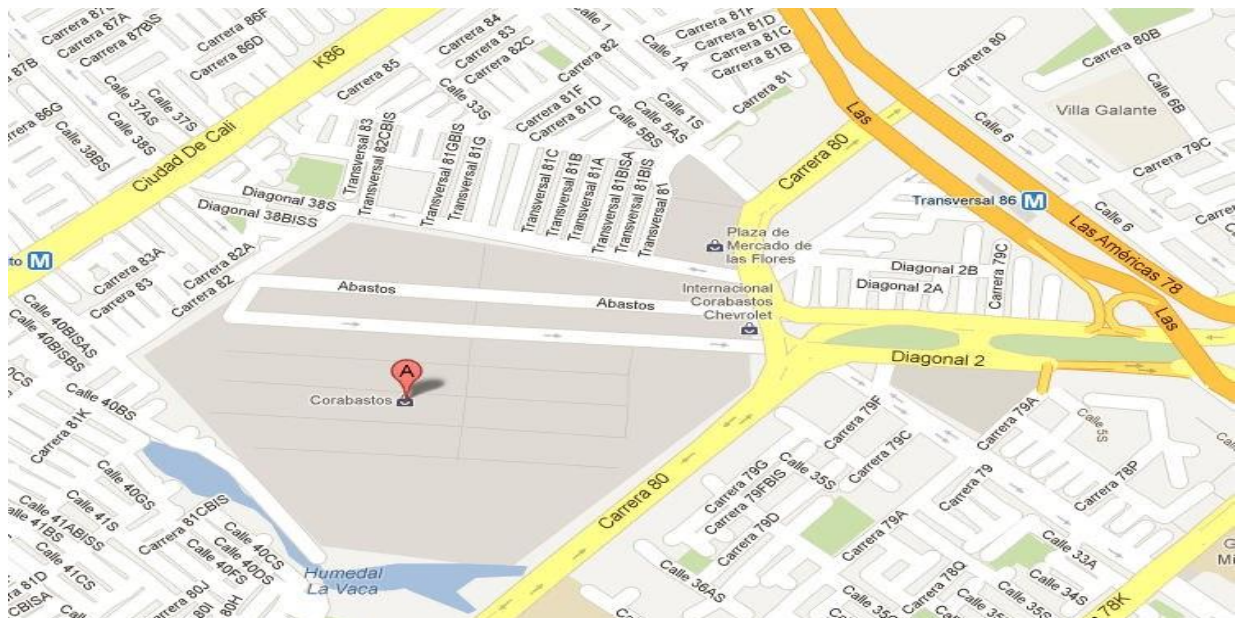 Carrera 87A
Carrera 87BIS
Carrera 86F
Carrera 86D
K86
Carrera 84
Carrera 83
Calle 82C
Calle 1
Carrera 82
Calle 1A
Carrera 81F
Carrera 81D
Carrera 81C
Carrera 81B
Carrera 81
Carrera 80
Carrera 80B
87B
Carrera 86G
Calle 37AS
Calle 37S
Calle 38S
Calle 38BS
Ciudad De Cali
Carrera 85
Calle 33S
Carrera 81F
Carrera 81D
Calle 5BS
Calle 5AS
Calle 1S
Las
Calle 6
Villa Galante
Calle 6B
Carrera 79C
Carrera 80
Transversal 83
Transversal 82CBIS
Transversal 81GBIS
Transversal 81G
Transversal 81C
Transversal 81B
Transversal 81A
Transversal 81BISA
Transversal 81BIS
Transversal 81
Diagonal 38S
Diagonal 38BISS
Transversal 86
M
Calle 6
Las Américas 78
Plaza de
Mercado de
las Flores
Diagonal 2B
Diagonal 2A
Carrera 79C
to M
Carrera 83A
Carrera 83
Carrera 82A
Carrera 82
Abastos
Abastos
Internacional
Corabastos
Chevrolet
Las
Diagonal 2
Calle 40BISAS
Calle 40BISBS
0CS
Calle 40BS
Carrera 81K
A
Corabastos
Carrera 79F
Carrera 79C
Carrera 79A
Calle 5S
Carrera 79
Carrera 78P
Carrera 80
Carrera 79G
Carrera 79FBIS
Carrera 79D
Calle 35S
Carrera 79A
Calle 40GS
Calle 41S
Calle 41ABISS
Calle 41BS
Calle 41CS
Carrera 81CBIS
Calle 40CS
Calle 40DS
Calle 40FS
Carrera 80J
80I
80H
81D
CBISA
Humedal
La Vaca
Calle 36AS
Carrera 78Q
Calle 33A
Calle 34S
Calle 35S
78K
G
Mi